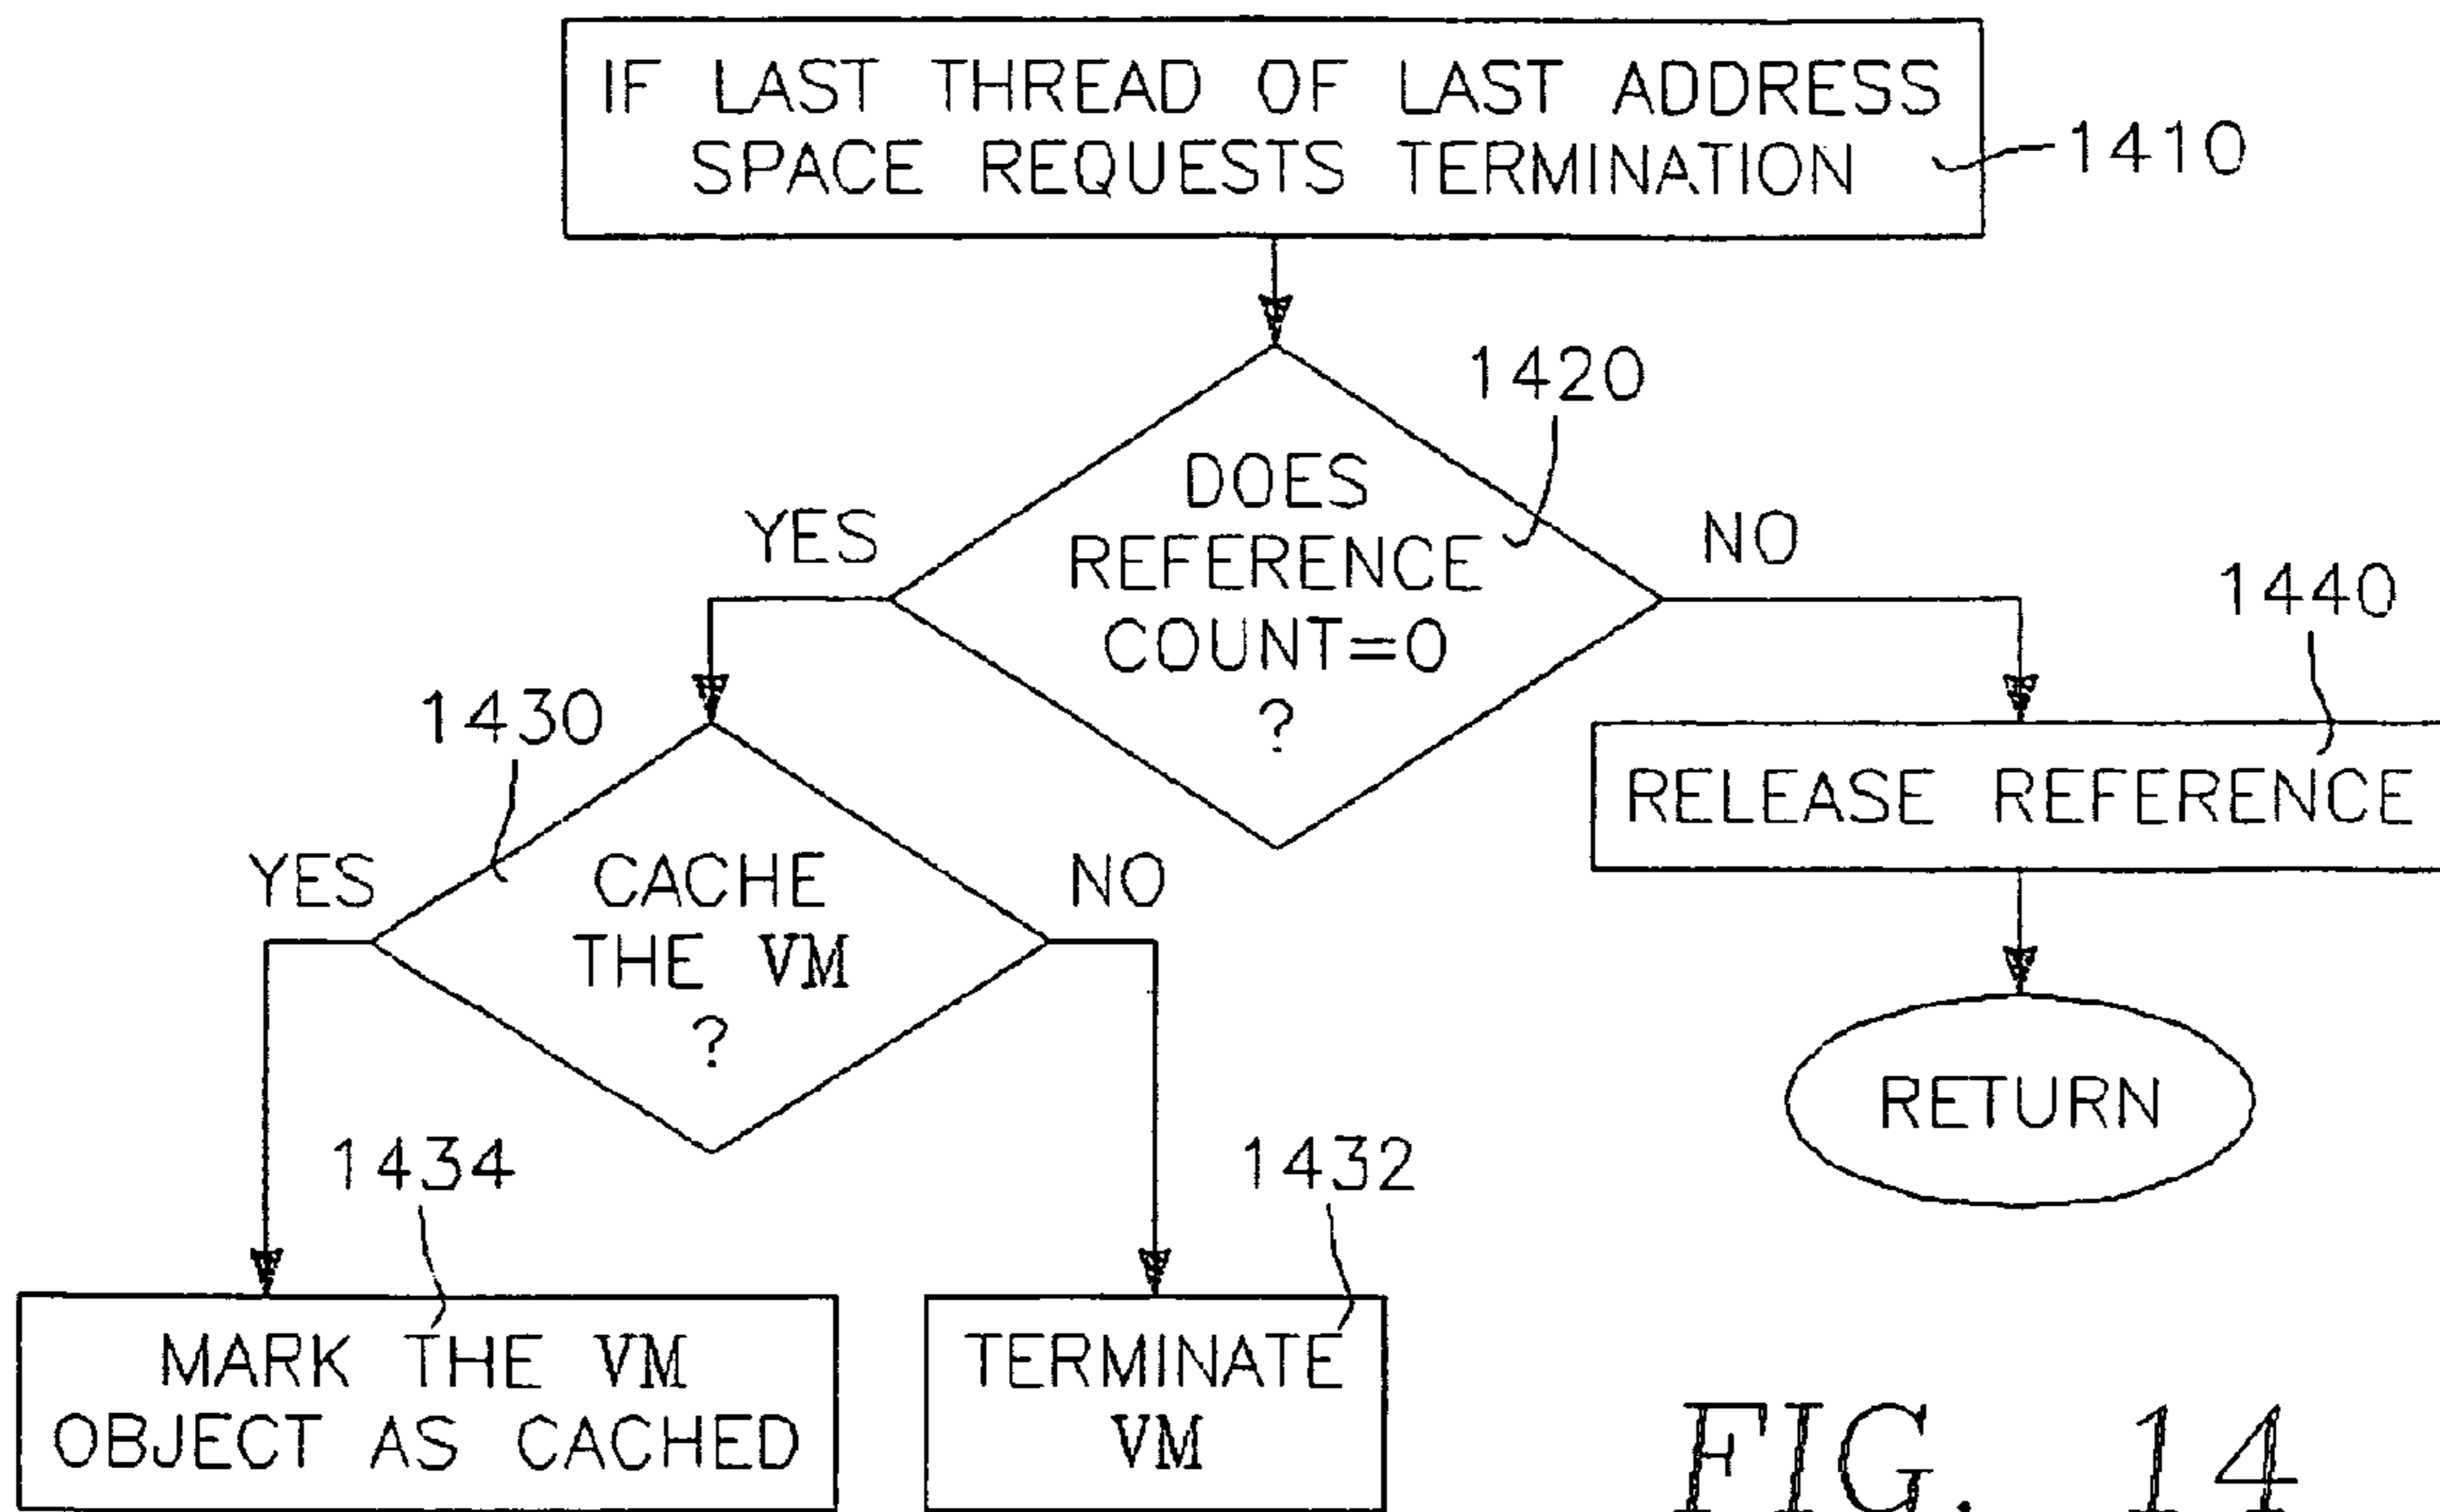 IF LAST THREAD OF LAST ADDRESS
SPACE REQUESTS TERMINATION
1410
1420
DOES
REFERENCE
COUNT=0
?
YES
NO
1440
RELEASE REFERENCE
RETURN
1430
CACHE
THE VM
?
YES
NO
1434
MARK THE VM
OBJECT AS CACHED
1432
TERMINATE
VM
FIG. 14